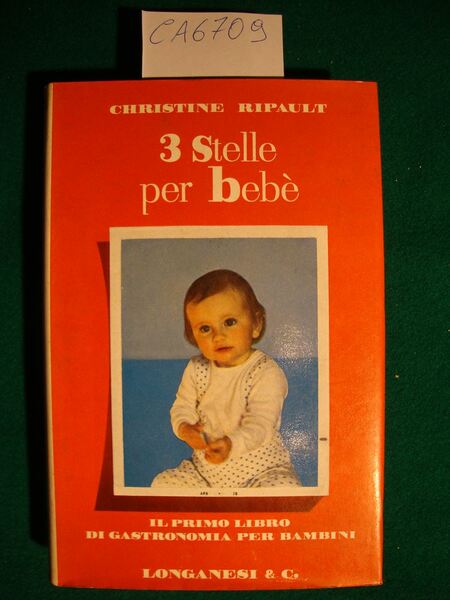 CA6709
CHRISTINE RIPAULT
3 Stelle
per bebè
IL PRIMO LIBRO
DI GASTRONOMIA PER BAMBINI
LONGANESI & C.